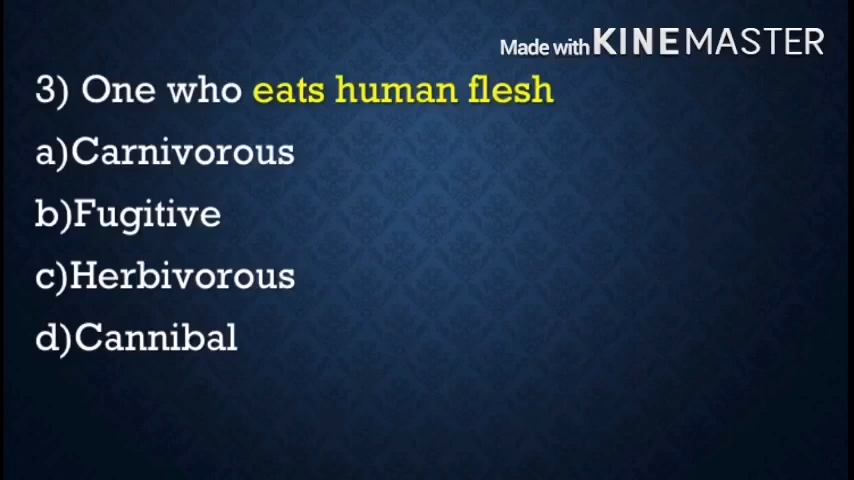 Made with KINEMASTER
3) One who eats human flesh
a)Carnivorous
b)Fugitive
c)Herbivorous
d)Cannibal